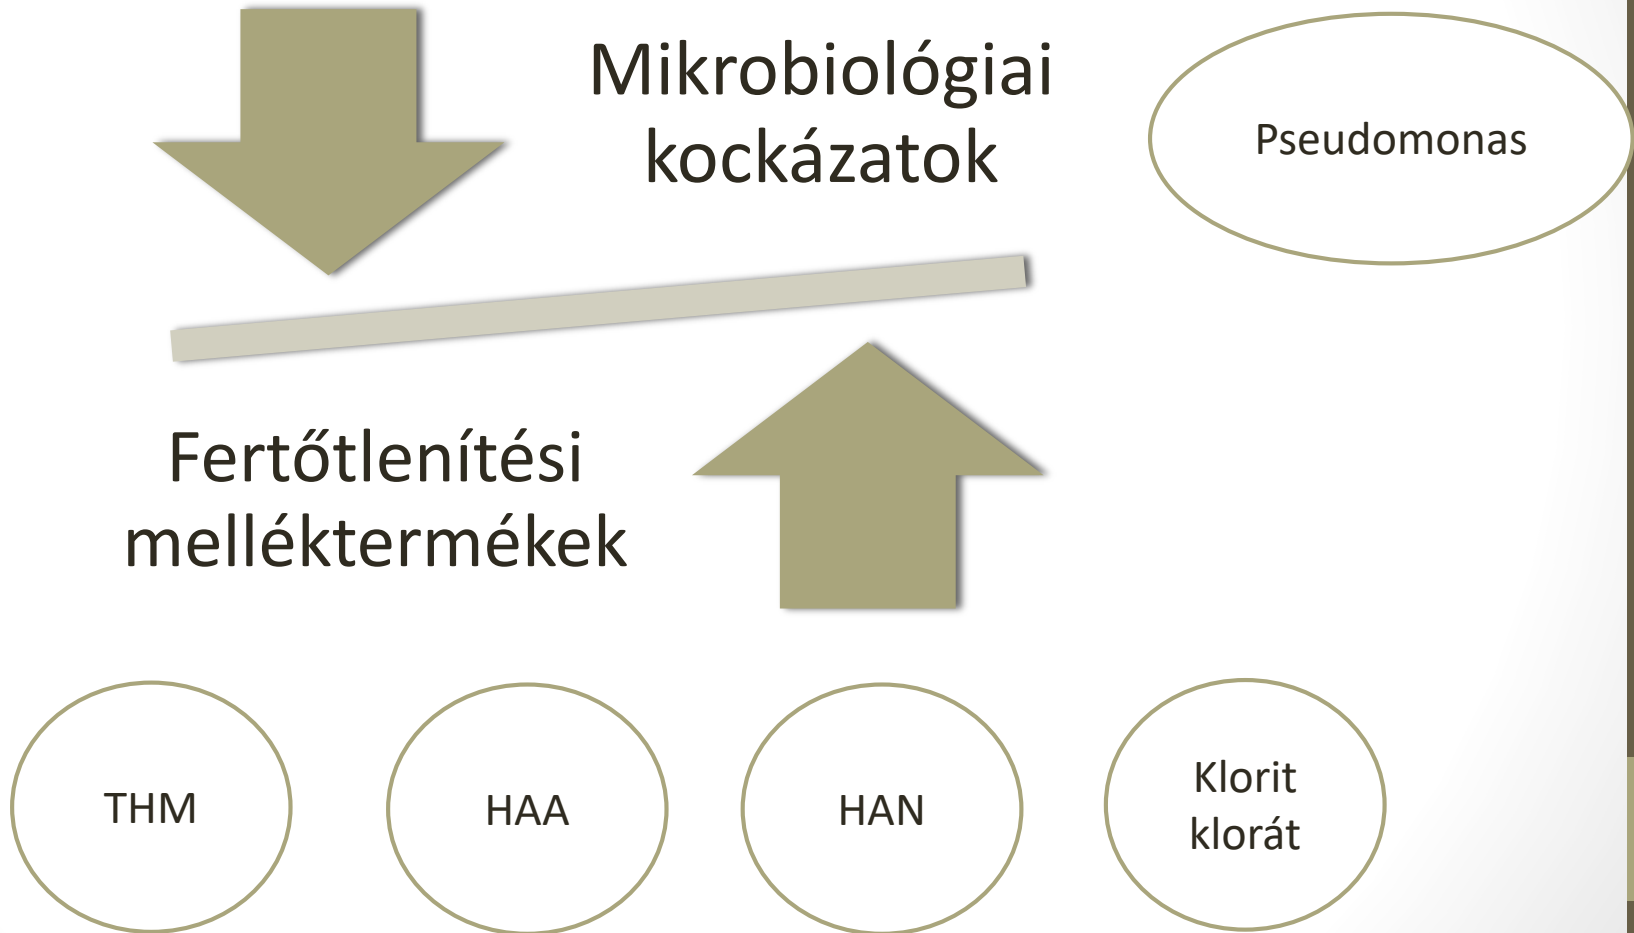 Mikrobiológiai
kockázatok
Pseudomonas
Fertőtlenítési
melléktermékek
THM
HAA
HAN
Klorit
klorát